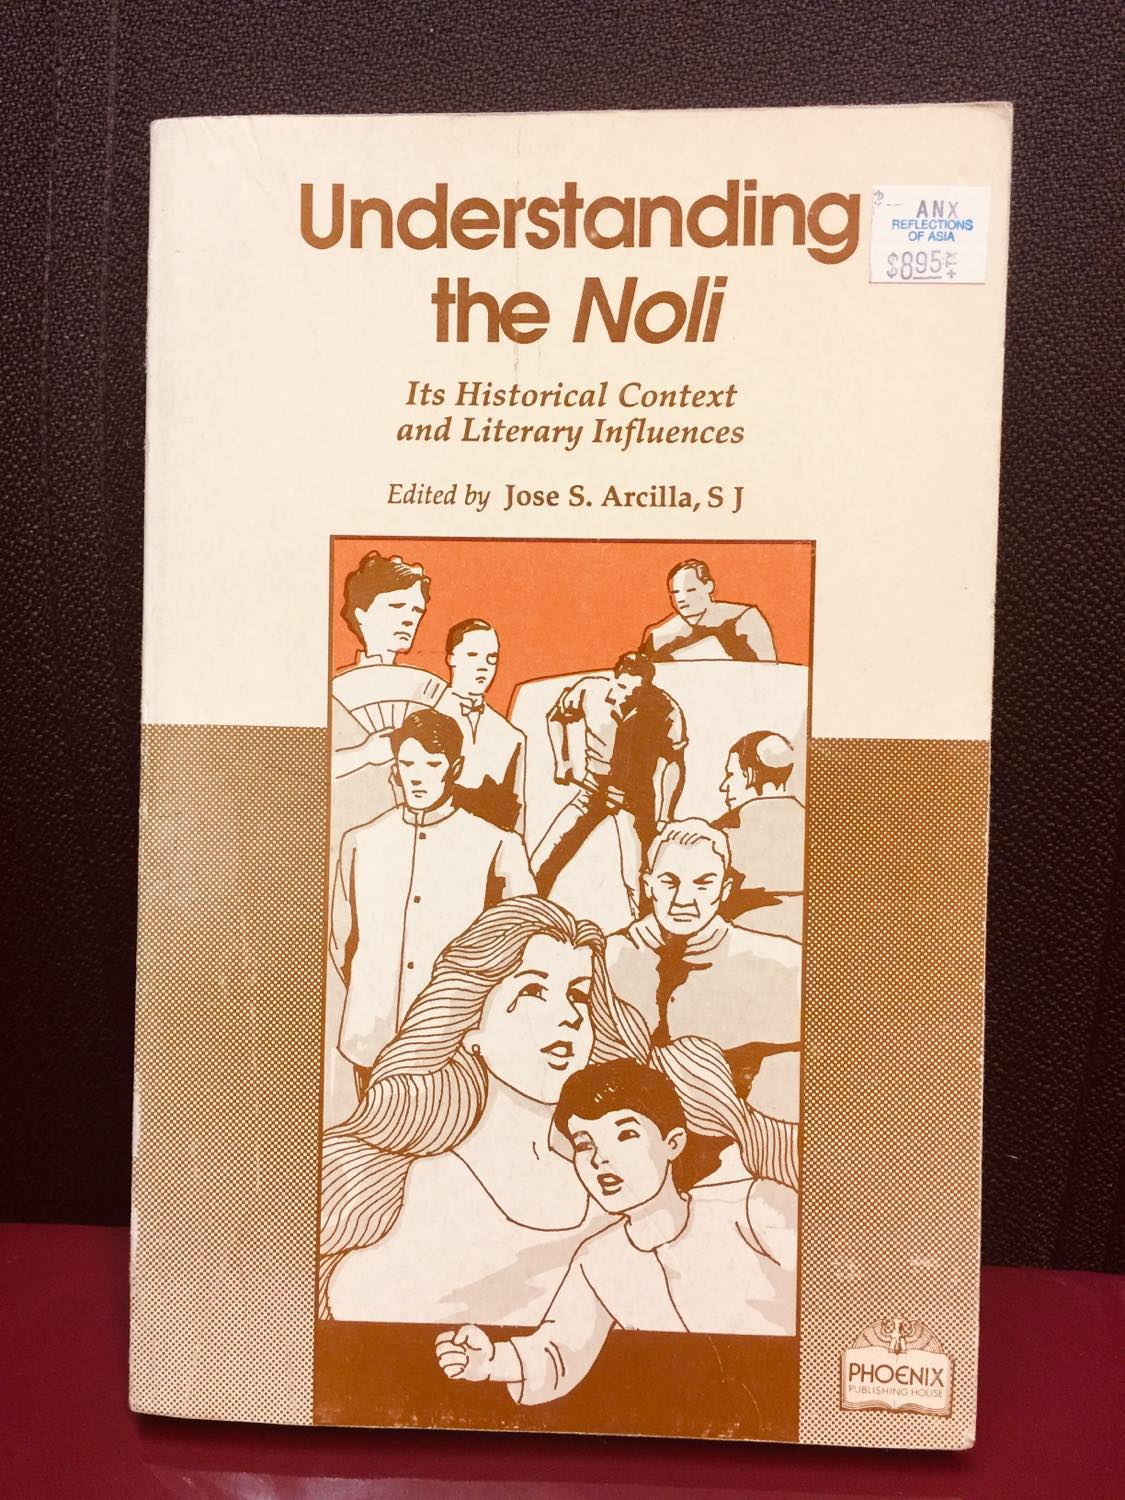 Understanding
the Noli
$ -- ANX
REFLECTIONS
OF ASIA
$8.95 +TX
Its Historical Context
and Literary Influences
Edited by Jose S. Arcilla, S J
PHOENIX
PUBLISHING HOUSE